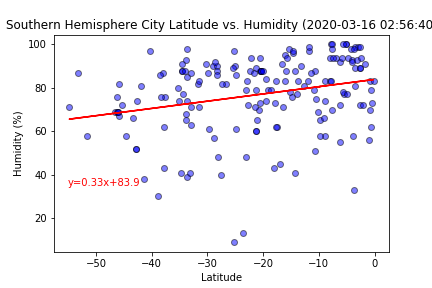 Southern Hemisphere City Latitude vs. Humidity (2020-03-16 02:56:40
100
80
60
40
20
Humidity (%)
y=0.33x+83.9
−50
−40
−30
−20
−10
0
Latitude